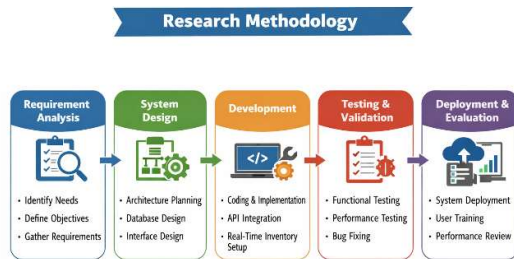 Research Methodology
Requirement
Analysis
• Identify Needs
• Define Objectives
• Gather Requirements
System
Design
• Architecture Planning
• Database Design
• Interface Design
Development
</>
• Coding & Implementation
• API Integration
• Real-Time Inventory
Setup
Testing &
Validation
• Functional Testing
• Performance Testing
• Bug Fixing
Deployment &
Evaluation
• System Deployment
• User Training
• Performance Review